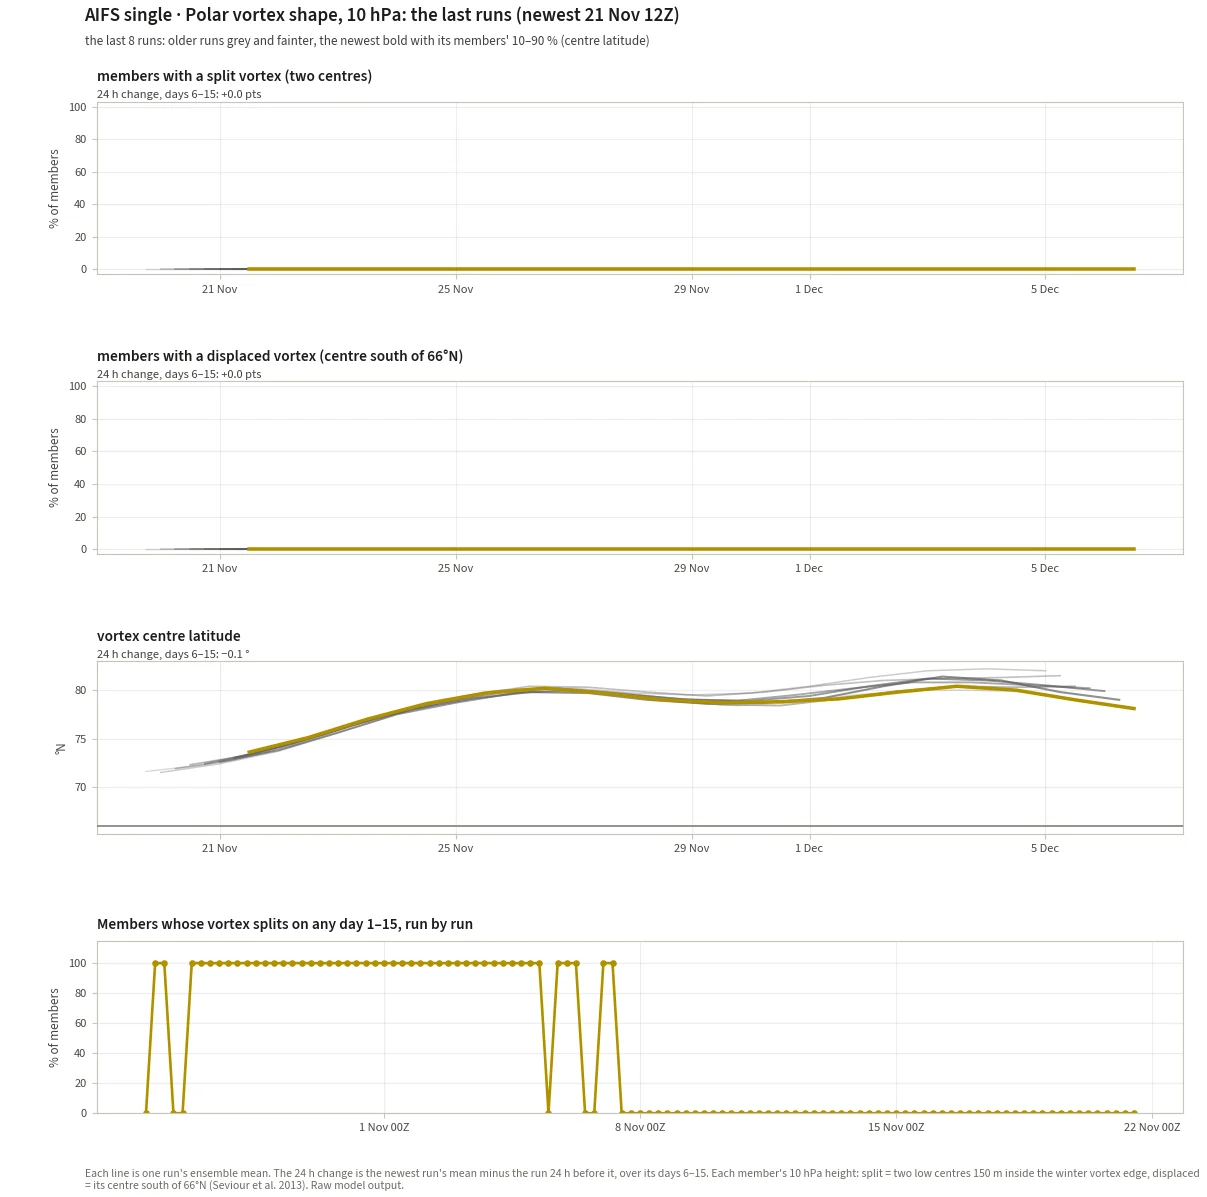 AIFS single · Polar vortex shape, 10 hPa: the last runs (newest 21 Nov 12Z)
the last 8 runs: older runs grey and fainter, the newest bold with its members' 10–90 % (centre latitude)
members with a split vortex (two centres)
24 h change, days 6–15: +0.0 pts
100
80
60
40
20
0
% of members
21 Nov
25 Nov
29 Nov
1 Dec
5 Dec
members with a displaced vortex (centre south of 66°N)
24 h change, days 6–15: +0.0 pts
100
80
60
40
20
0
% of members
21 Nov
25 Nov
29 Nov
1 Dec
5 Dec
vortex centre latitude
24 h change, days 6–15: −0.1 °
80
75
70
°N
21 Nov
25 Nov
29 Nov
1 Dec
5 Dec
Members whose vortex splits on any day 1–15, run by run
100
80
60
40
20
0
% of members
1 Nov 00Z
8 Nov 00Z
15 Nov 00Z
22 Nov 00Z
Each line is one run's ensemble mean. The 24 h change is the newest run's mean minus the run 24 h before it, over its days 6–15. Each member's 10 hPa height: split = two low centres 150 m inside the winter vortex edge, displaced
= its centre south of 66°N (Seviour et al. 2013). Raw model output.